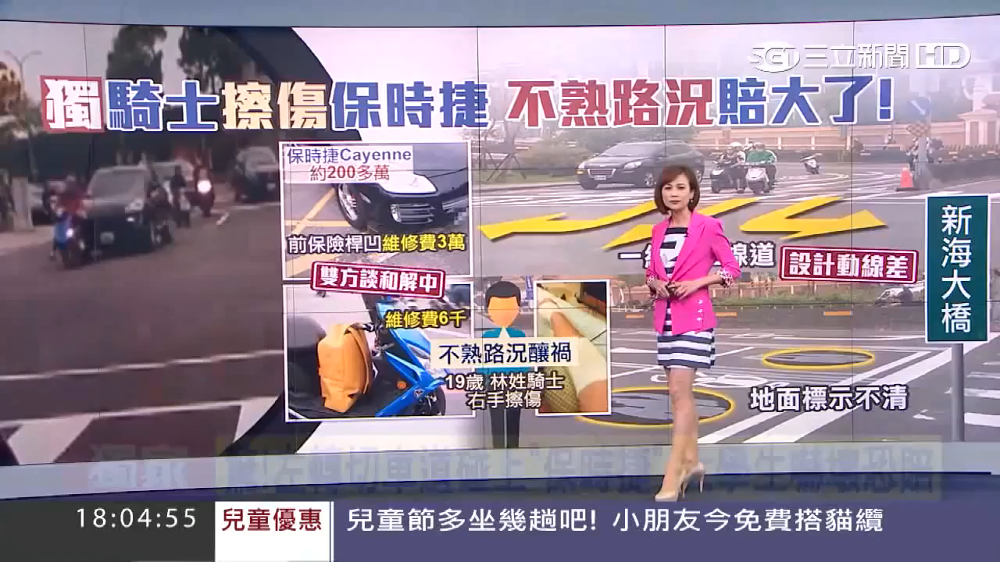 SET 三立新聞HD
獨 騎士擦傷保時捷 不熟路況賠大了!
保時捷Cayenne
約200多萬
前保險桿凹維修費3萬
雙方談和解中
維修費6千
不熟路況釀禍
19歲 林姓騎士
右手擦傷
線道
設計動線差
新海大橋
地面標示不清
18:04:55
兒童優惠
兒童節多坐幾趟吧! 小朋友今免費搭貓纜